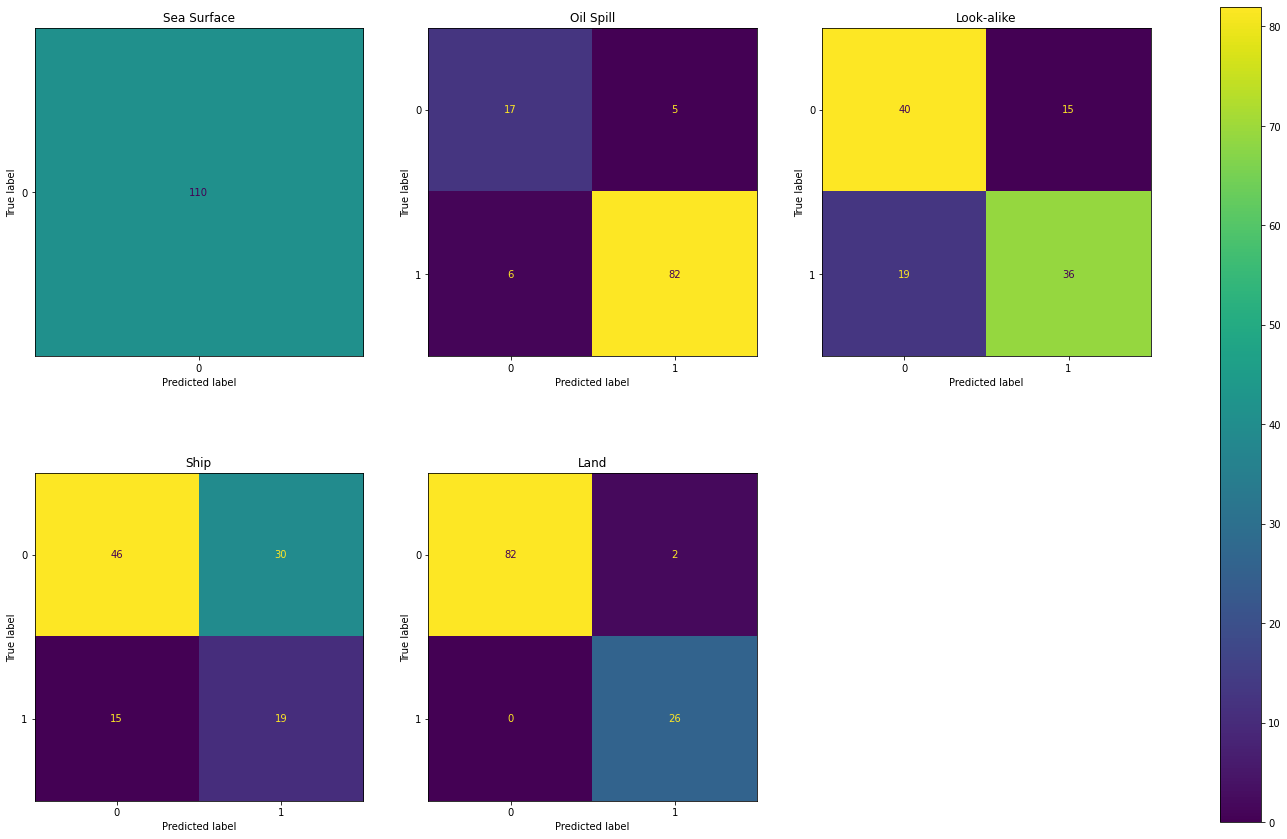 Sea Surface
True label
0
110
0
Predicted label
Oil Spill
True label
0
1
17
5
6
82
0
1
Predicted label
Look-alike
True label
0
1
40
15
19
36
0
1
Predicted label
Ship
True label
0
1
46
30
15
19
0
1
Predicted label
Land
True label
0
1
82
2
0
26
0
1
Predicted label
80
70
60
50
40
30
20
10
0